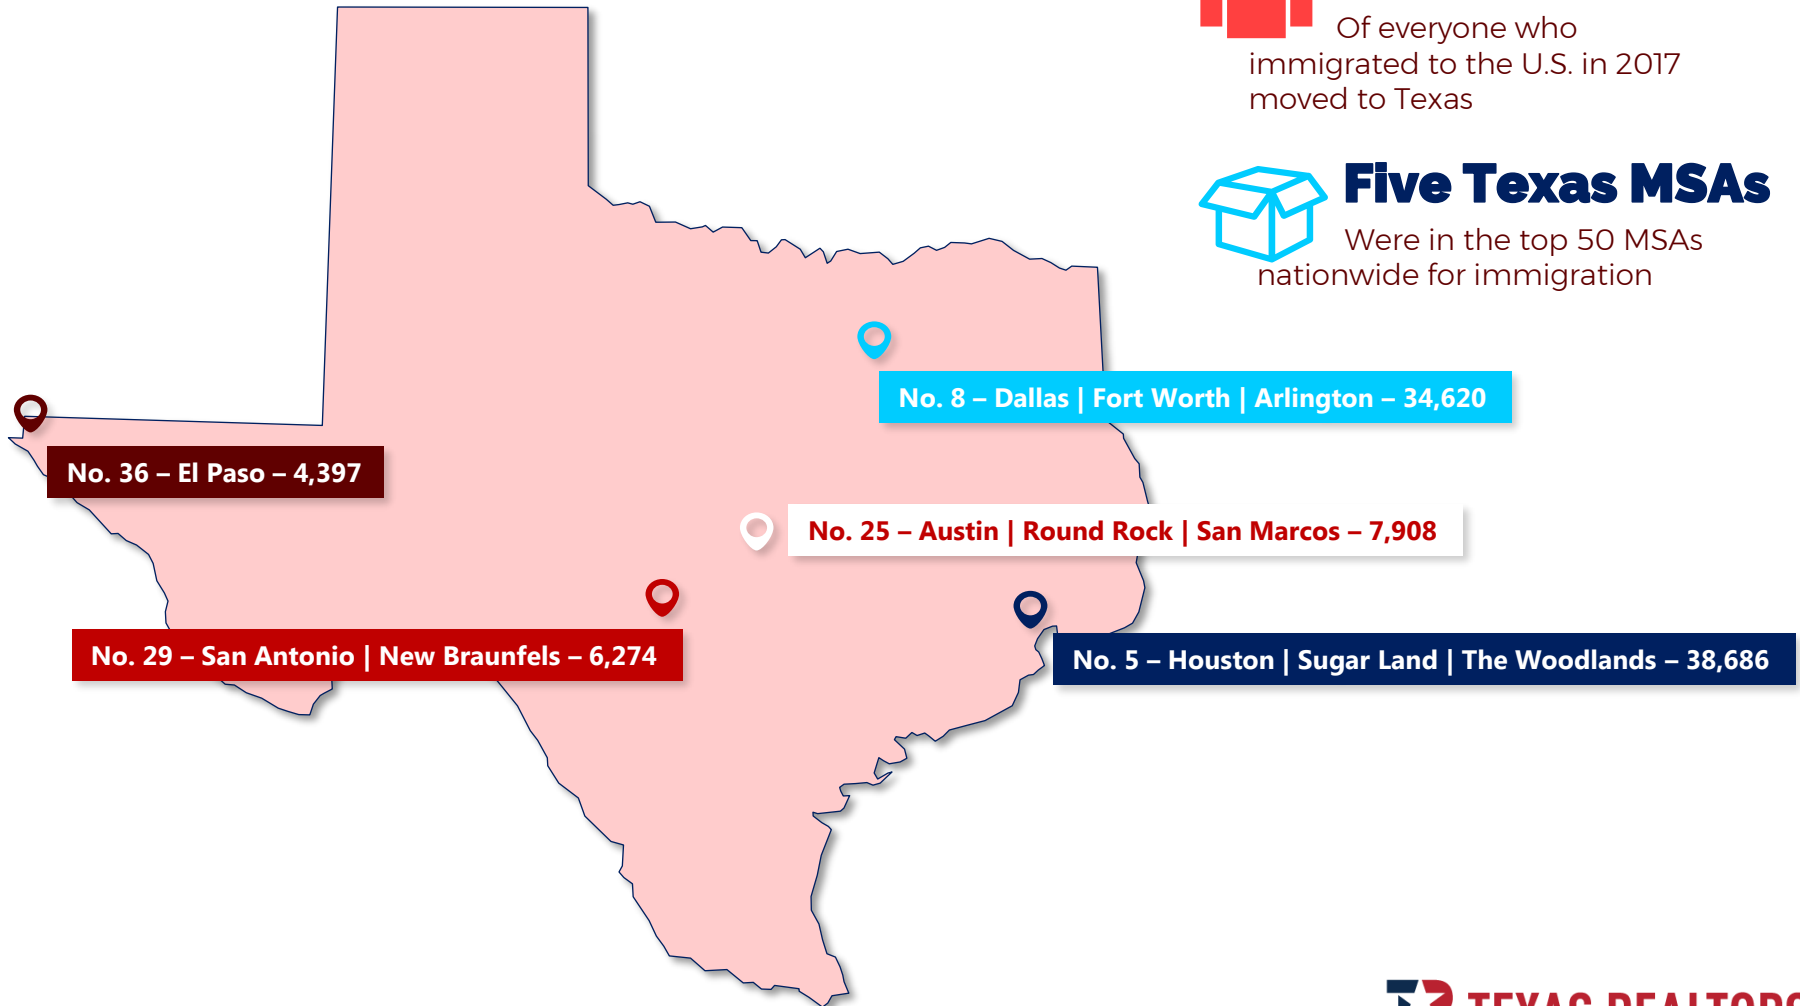 Of everyone who
immigrated to the U.S. in 2017
moved to Texas
Five Texas MSAs
Were in the top 50 MSAs
nationwide for immigration
No. 8 – Dallas | Fort Worth | Arlington – 34,620
No. 36 – El Paso – 4,397
No. 25 – Austin | Round Rock | San Marcos – 7,908
No. 29 – San Antonio | New Braunfels – 6,274
No. 5 – Houston | Sugar Land | The Woodlands – 38,686
TEXAS REALTORS